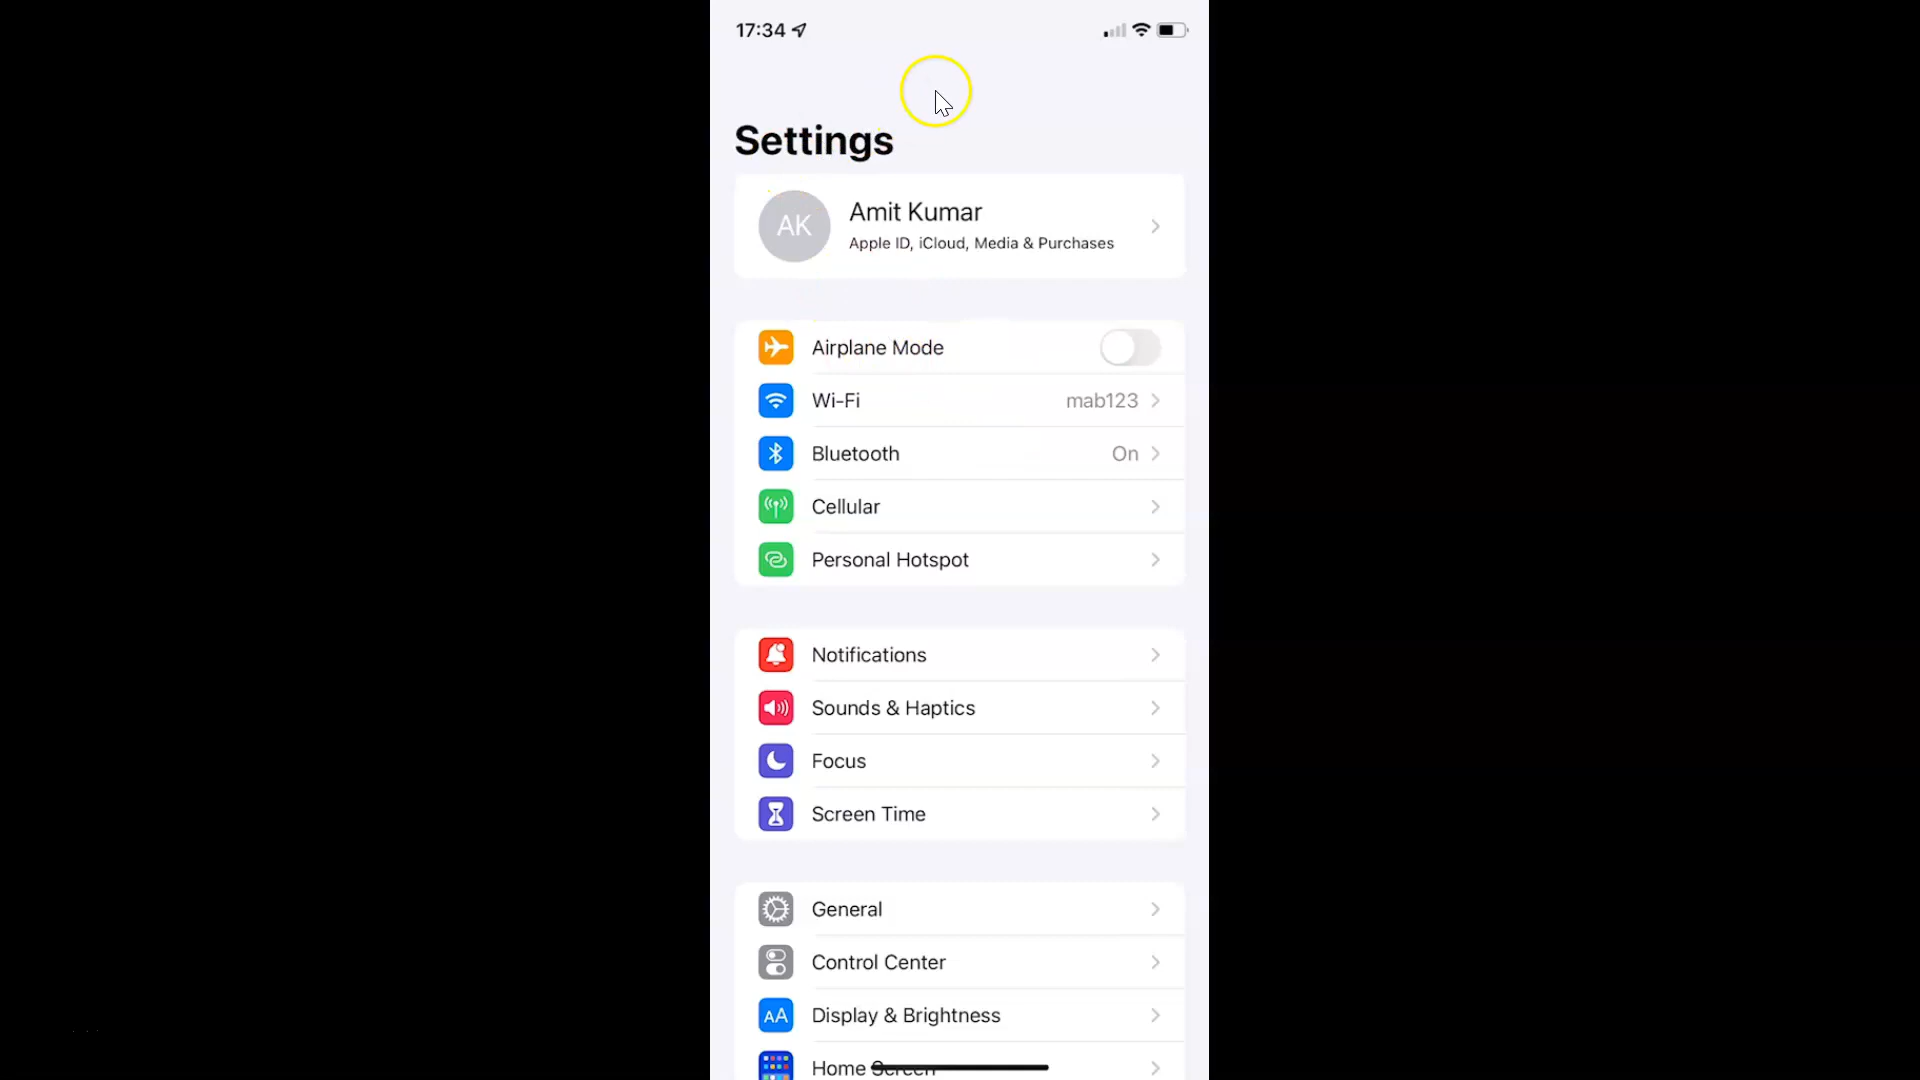 17:34
Settings
AK
Amit Kumar
Apple ID, iCloud, Media & Purchases
Airplane Mode
Wi-Fi mab123
Bluetooth On
Cellular
Personal Hotspot
Notifications
Sounds & Haptics
Focus
Screen Time
General
Control Center
AA Display & Brightness
Home Screen